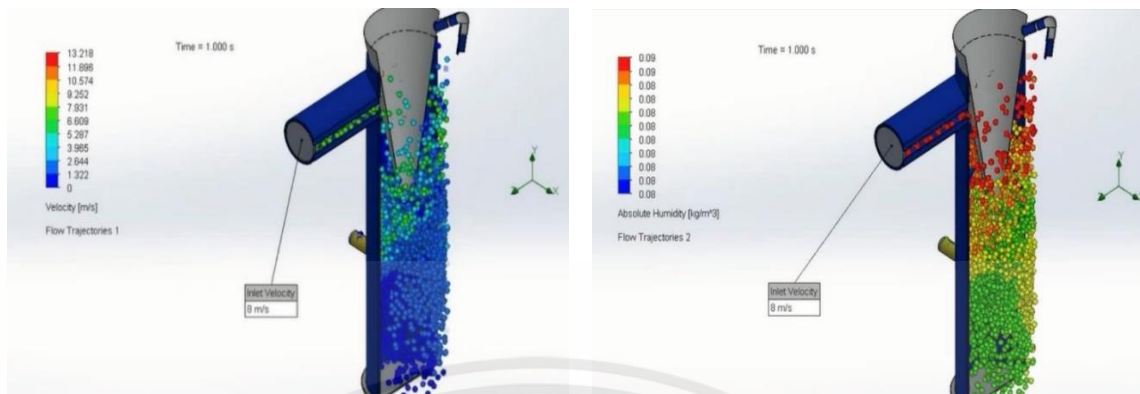 13.218
11.896
10.574
9.252
7.931
6.609
5.287
3.965
2.644
1.322
0
Velocity [m/s]
Flow Trajectories 1
Time = 1.000 s
Inlet Velocity
8 m/s
Y
X
0.09
0.09
0.08
0.08
0.08
0.08
0.08
0.08
0.08
0.08
Absolute Humidity [kg/m^3]
Flow Trajectories 2
Time = 1.000 s
Inlet Velocity
8 m/s
Y